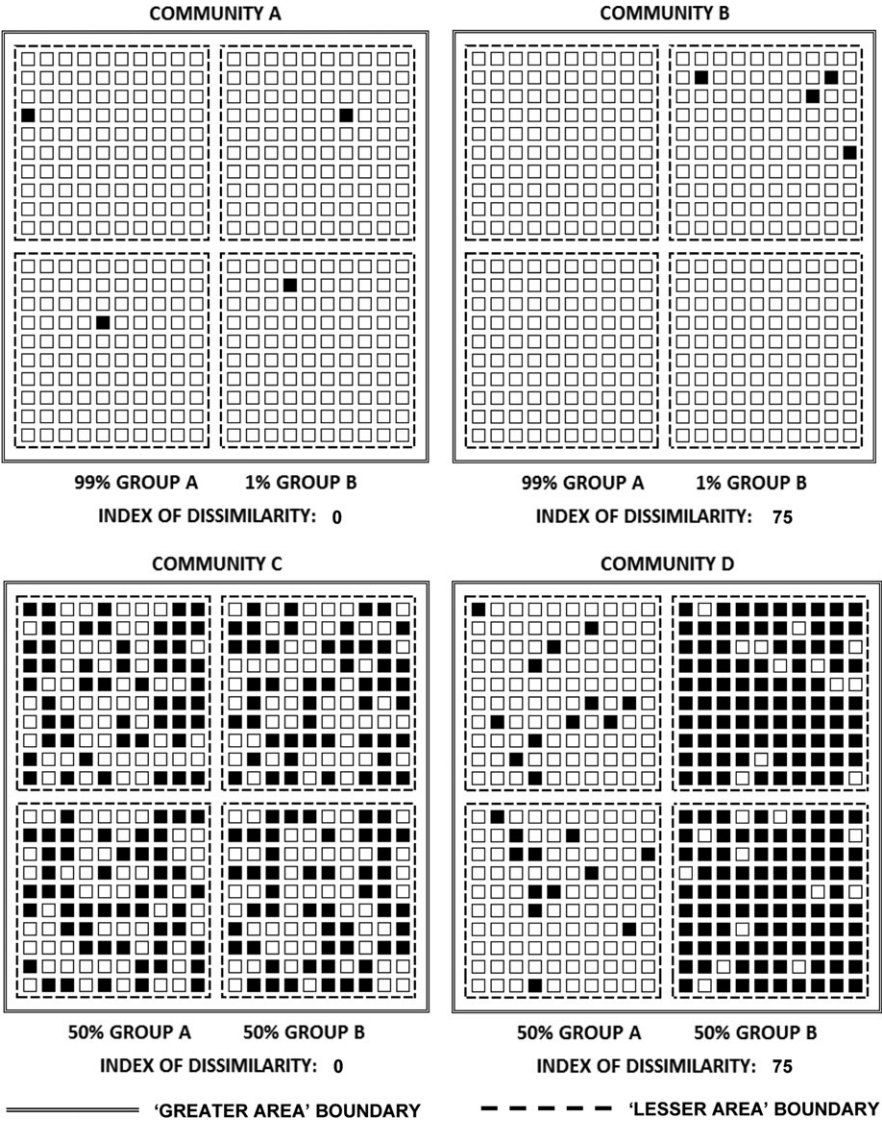 COMMUNITY A
COMMUNITY B
99% GROUP A 1% GROUP B
99% GROUP A 1% GROUP B
INDEX OF DISSIMILARITY: 0
INDEX OF DISSIMILARITY: 75
COMMUNITY C
COMMUNITY D
50% GROUP A 50% GROUP B
50% GROUP A 50% GROUP B
INDEX OF DISSIMILARITY: 0
INDEX OF DISSIMILARITY: 75
'GREATER AREA' BOUNDARY
'LESSER AREA' BOUNDARY